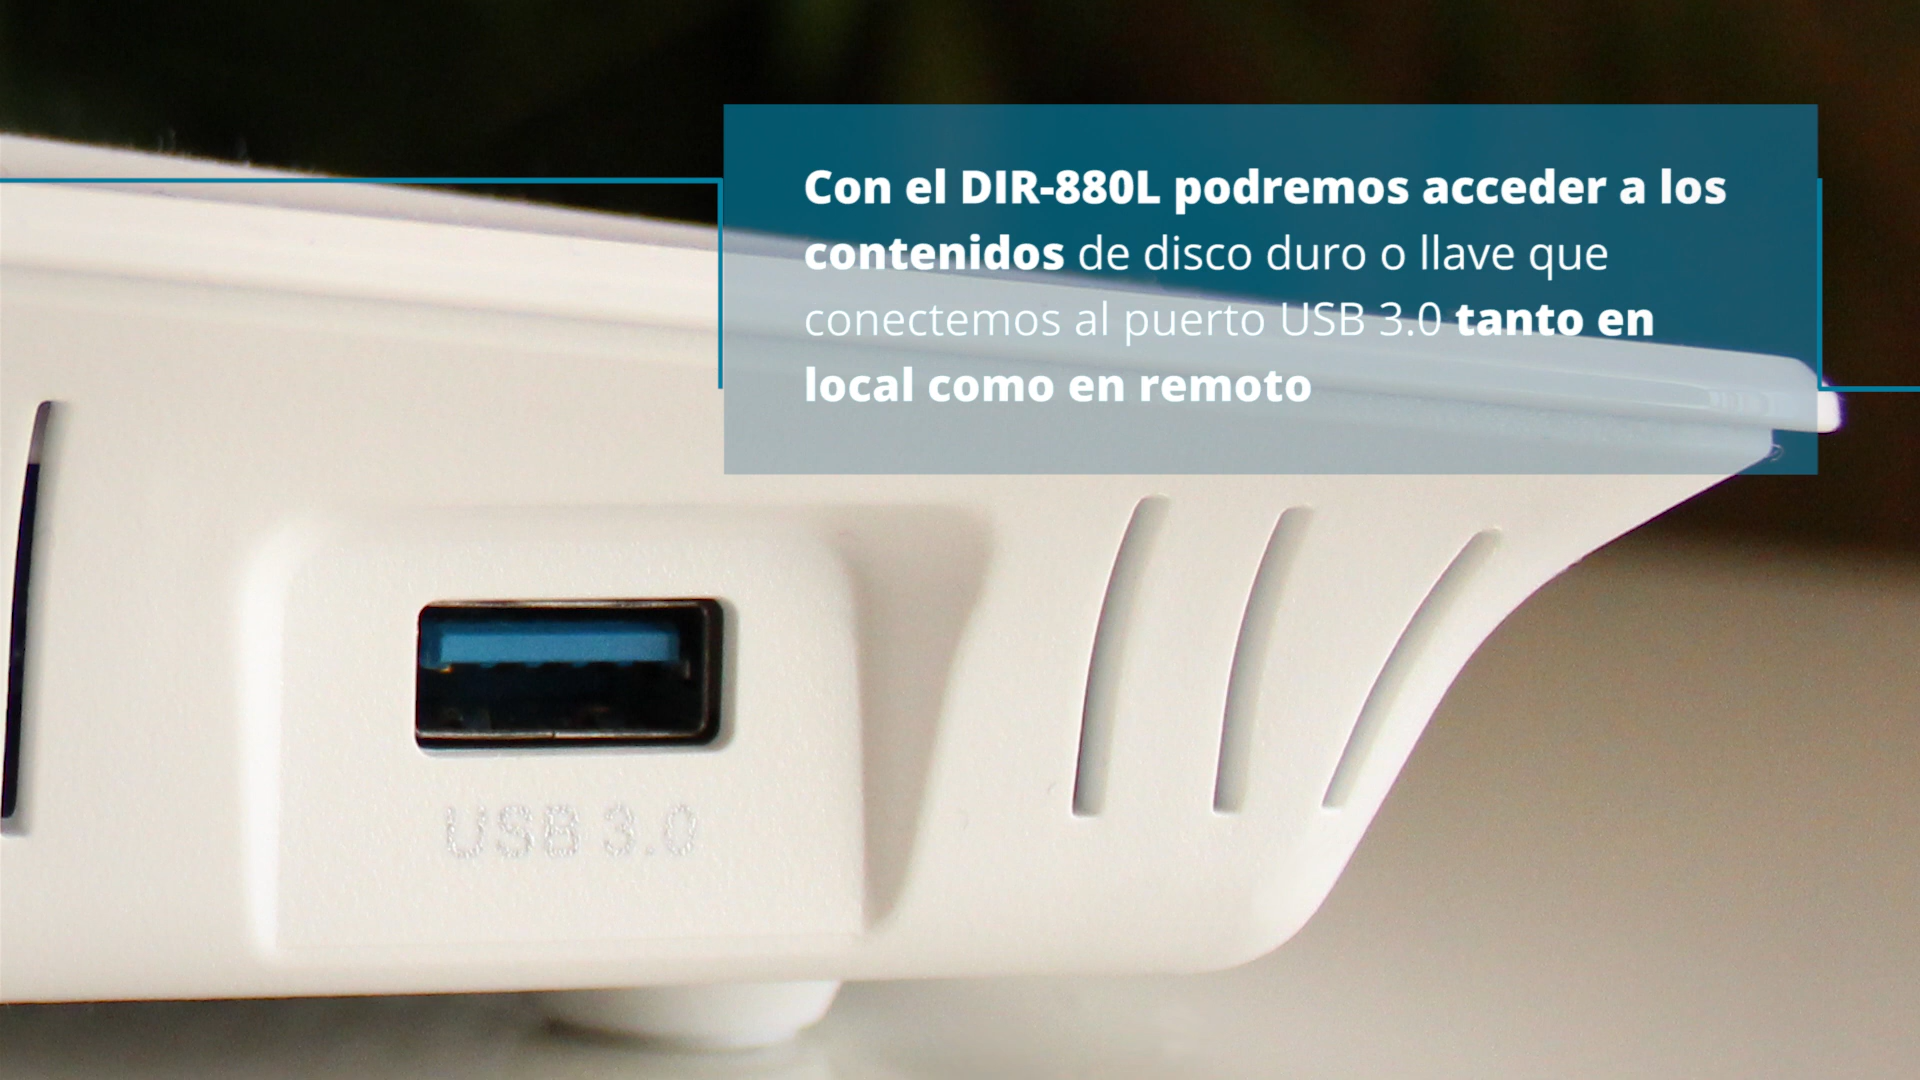 Con el DIR-880L podremos acceder a los
contenidos de disco duro o llave que
conectemos al puerto USB 3.0 tanto en
local como en remoto
USB 3.0